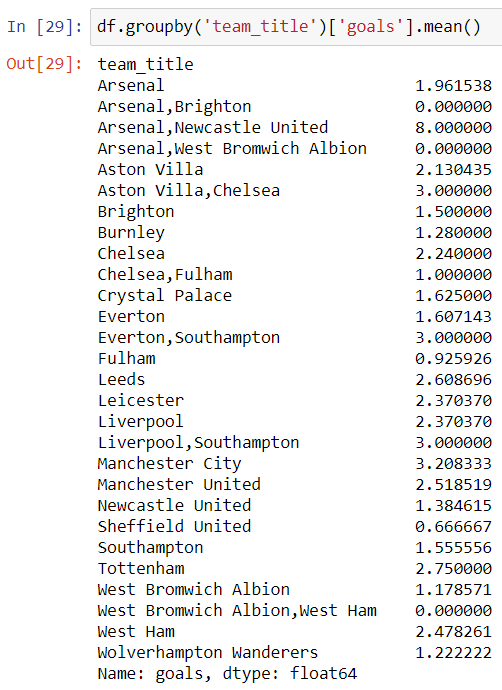 In [29]: df.groupby('team_title')['goals'].mean()
Out[29]: team_title
Arsenal 1.961538
Arsenal,Brighton 0.000000
Arsenal,Newcastle United 8.000000
Arsenal,West Bromwich Albion 0.000000
Aston Villa 2.130435
Aston Villa,Chelsea 3.000000
Brighton 1.500000
Burnley 1.280000
Chelsea 2.240000
Chelsea,Fulham 1.000000
Crystal Palace 1.625000
Everton 1.607143
Everton,Southampton 3.000000
Fulham 0.925926
Leeds 2.608696
Leicester 2.370370
Liverpool 2.370370
Liverpool,Southampton 3.000000
Manchester City 3.208333
Manchester United 2.518519
Newcastle United 1.384615
Sheffield United 0.666667
Southampton 1.555556
Tottenham 2.750000
West Bromwich Albion 1.178571
West Bromwich Albion,West Ham 0.000000
West Ham 2.478261
Wolverhampton Wanderers 1.222222
Name: goals, dtype: float64